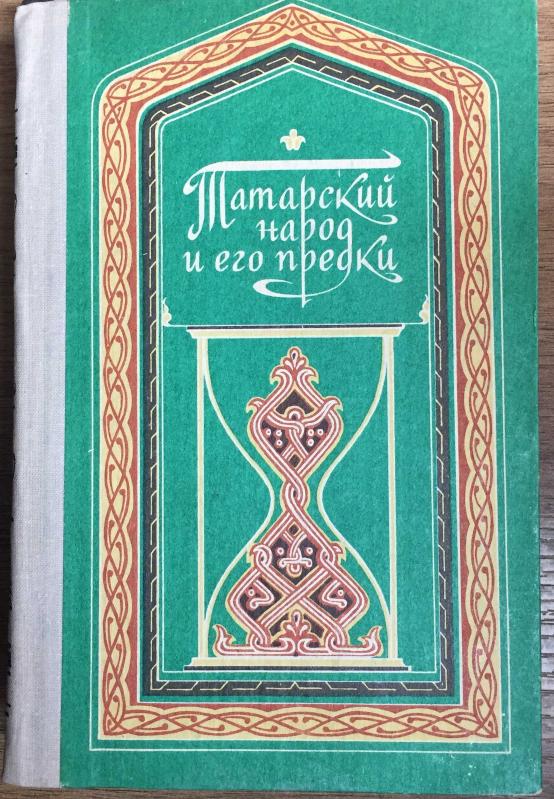 Татарский
народ
и его предки